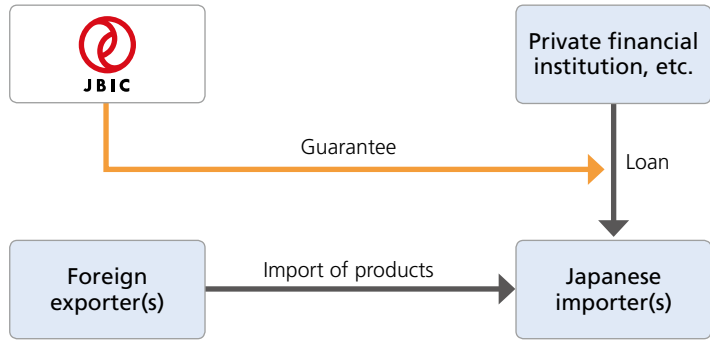 JBIC
Private financial
institution, etc.
Guarantee
Loan
Foreign
exporter(s)
Import of products
Japanese
importer(s)